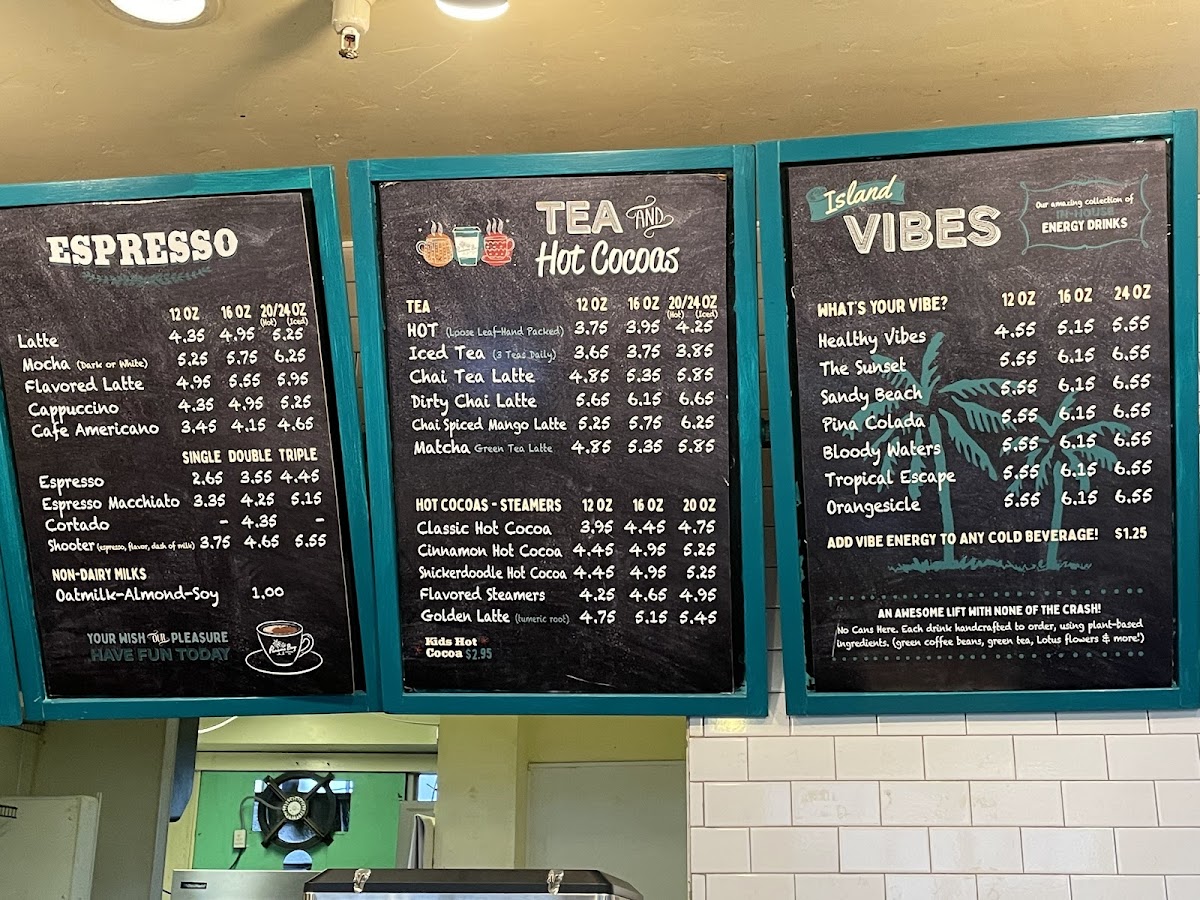 ESPRESSO
12 OZ 16 OZ 20/24 OZ
(Hot) (Iced)
Latte 4.35 4.95 5.25
Mocha (Dark or White) 5.25 5.75 6.25
Flavored Latte 4.95 5.55 5.95
Cappuccino 4.35 4.95 5.25
Cafe Americano 3.45 4.15 4.65
SINGLE DOUBLE TRIPLE
Espresso 2.65 3.55 4.45
Espresso Macchiato 3.35 4.25 5.15
Cortado - 4.35 -
Shooter (espresso, flavor, dash of milk) 3.75 4.65 5.55
NON-DAIRY MILKS
Oatmilk-Almond-Soy 1.00
YOUR WISH OUR PLEASURE
HAVE FUN TODAY
TEA AND
Hot Cocoas
TEA 12 OZ 16 OZ 20/24 OZ
(Hot) (Iced)
HOT (Loose Leaf-Hand Packed) 3.75 3.95 4.25
Iced Tea (3 Teas Daily) 3.65 3.75 3.85
Chai Tea Latte 4.85 5.35 5.85
Dirty Chai Latte 5.65 6.15 6.65
Chai Spiced Mango Latte 5.25 5.75 6.25
Matcha Green Tea Latte 4.85 5.35 5.85
HOT COCOAS - STEAMERS 12 OZ 16 OZ 20 OZ
Classic Hot Cocoa 3.95 4.45 4.75
Cinnamon Hot Cocoa 4.45 4.95 5.25
Snickerdoodle Hot Cocoa 4.45 4.95 5.25
Flavored Steamers 4.25 4.65 4.95
Golden Latte (tumeric root) 4.75 5.15 5.45
Kids Hot
Cocoa $2.95
Island
VIBES
Our amazing collection of
IN-HOUSE
ENERGY DRINKS
WHAT'S YOUR VIBE? 12 OZ 16 OZ 24 OZ
Healthy Vibes 4.55 5.15 5.55
The Sunset 5.55 6.15 6.55
Sandy Beach 5.55 6.15 6.55
Pina Colada 5.55 6.15 6.55
Bloody Waters 5.55 6.15 6.55
Tropical Escape 5.55 6.15 6.55
Orangesicle 5.55 6.15 6.55
ADD VIBE ENERGY TO ANY COLD BEVERAGE! $1.25
AN AWESOME LIFT WITH NONE OF THE CRASH!
No Cans Here. Each drink handcrafted to order, using plant-based
ingredients. (green coffee beans, green tea, Lotus flowers & more!)